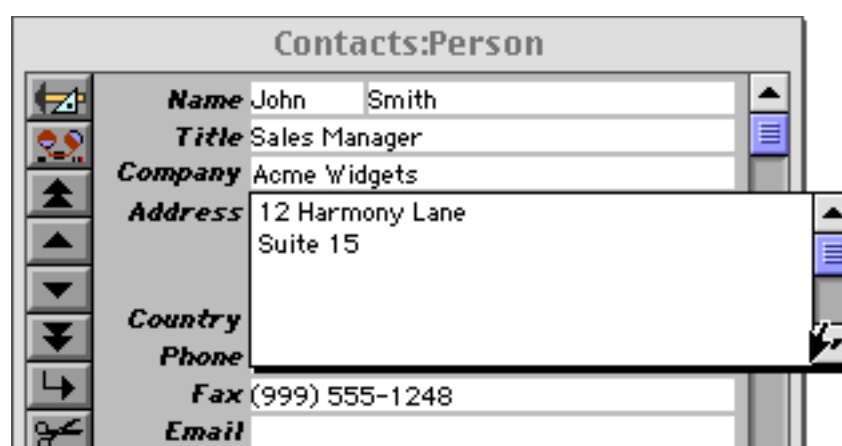 Contacts:Person
Name John Smith
Title Sales Manager
Company Acme Widgets
Address 12 Harmony Lane
Suite 15
Country
Phone
Fax (999) 555-1248
Email